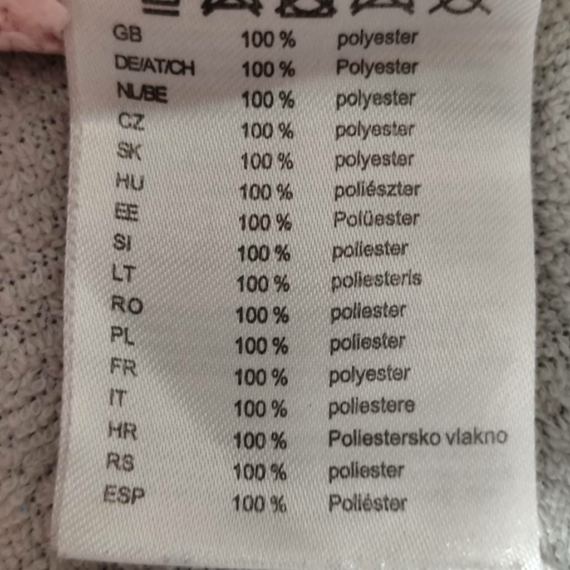 GB 100 % polyester
DE/AT/CH 100 % Polyester
NL/BE 100 % polyester
CZ 100 % polyester
SK 100 % polyester
HU 100 % poliészter
EE 100 % Polüester
SI 100 % poliester
LT 100 % poliesteris
RO 100 % poliester
PL 100 % poliester
FR 100 % polyester
IT 100 % poliestere
HR 100 % Poliestersko vlakno
RS 100 % poliester
ESP 100 % Poliéster